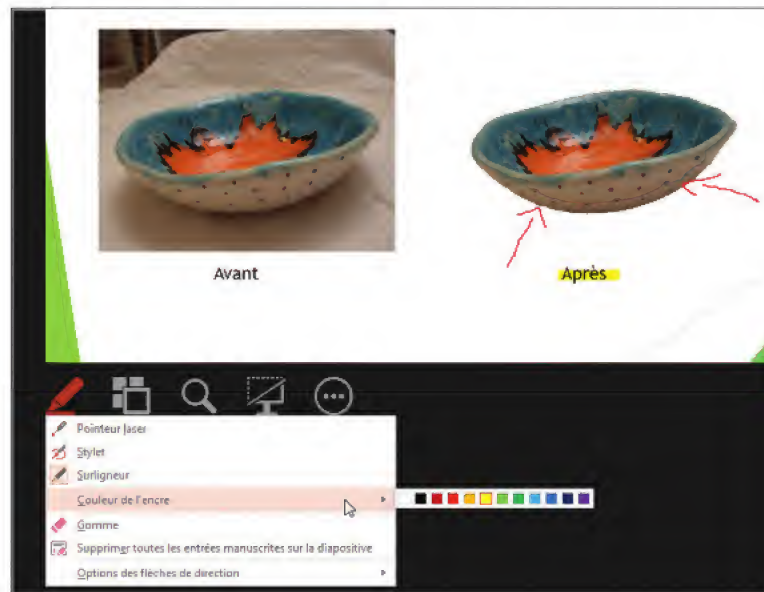 Avant
Après
Pointeur laser
Stylet
Surligneur
Couleur de l'encre
Gomme
Supprimer toutes les entrées manuscrites sur la diapositive
Options des flèches de direction